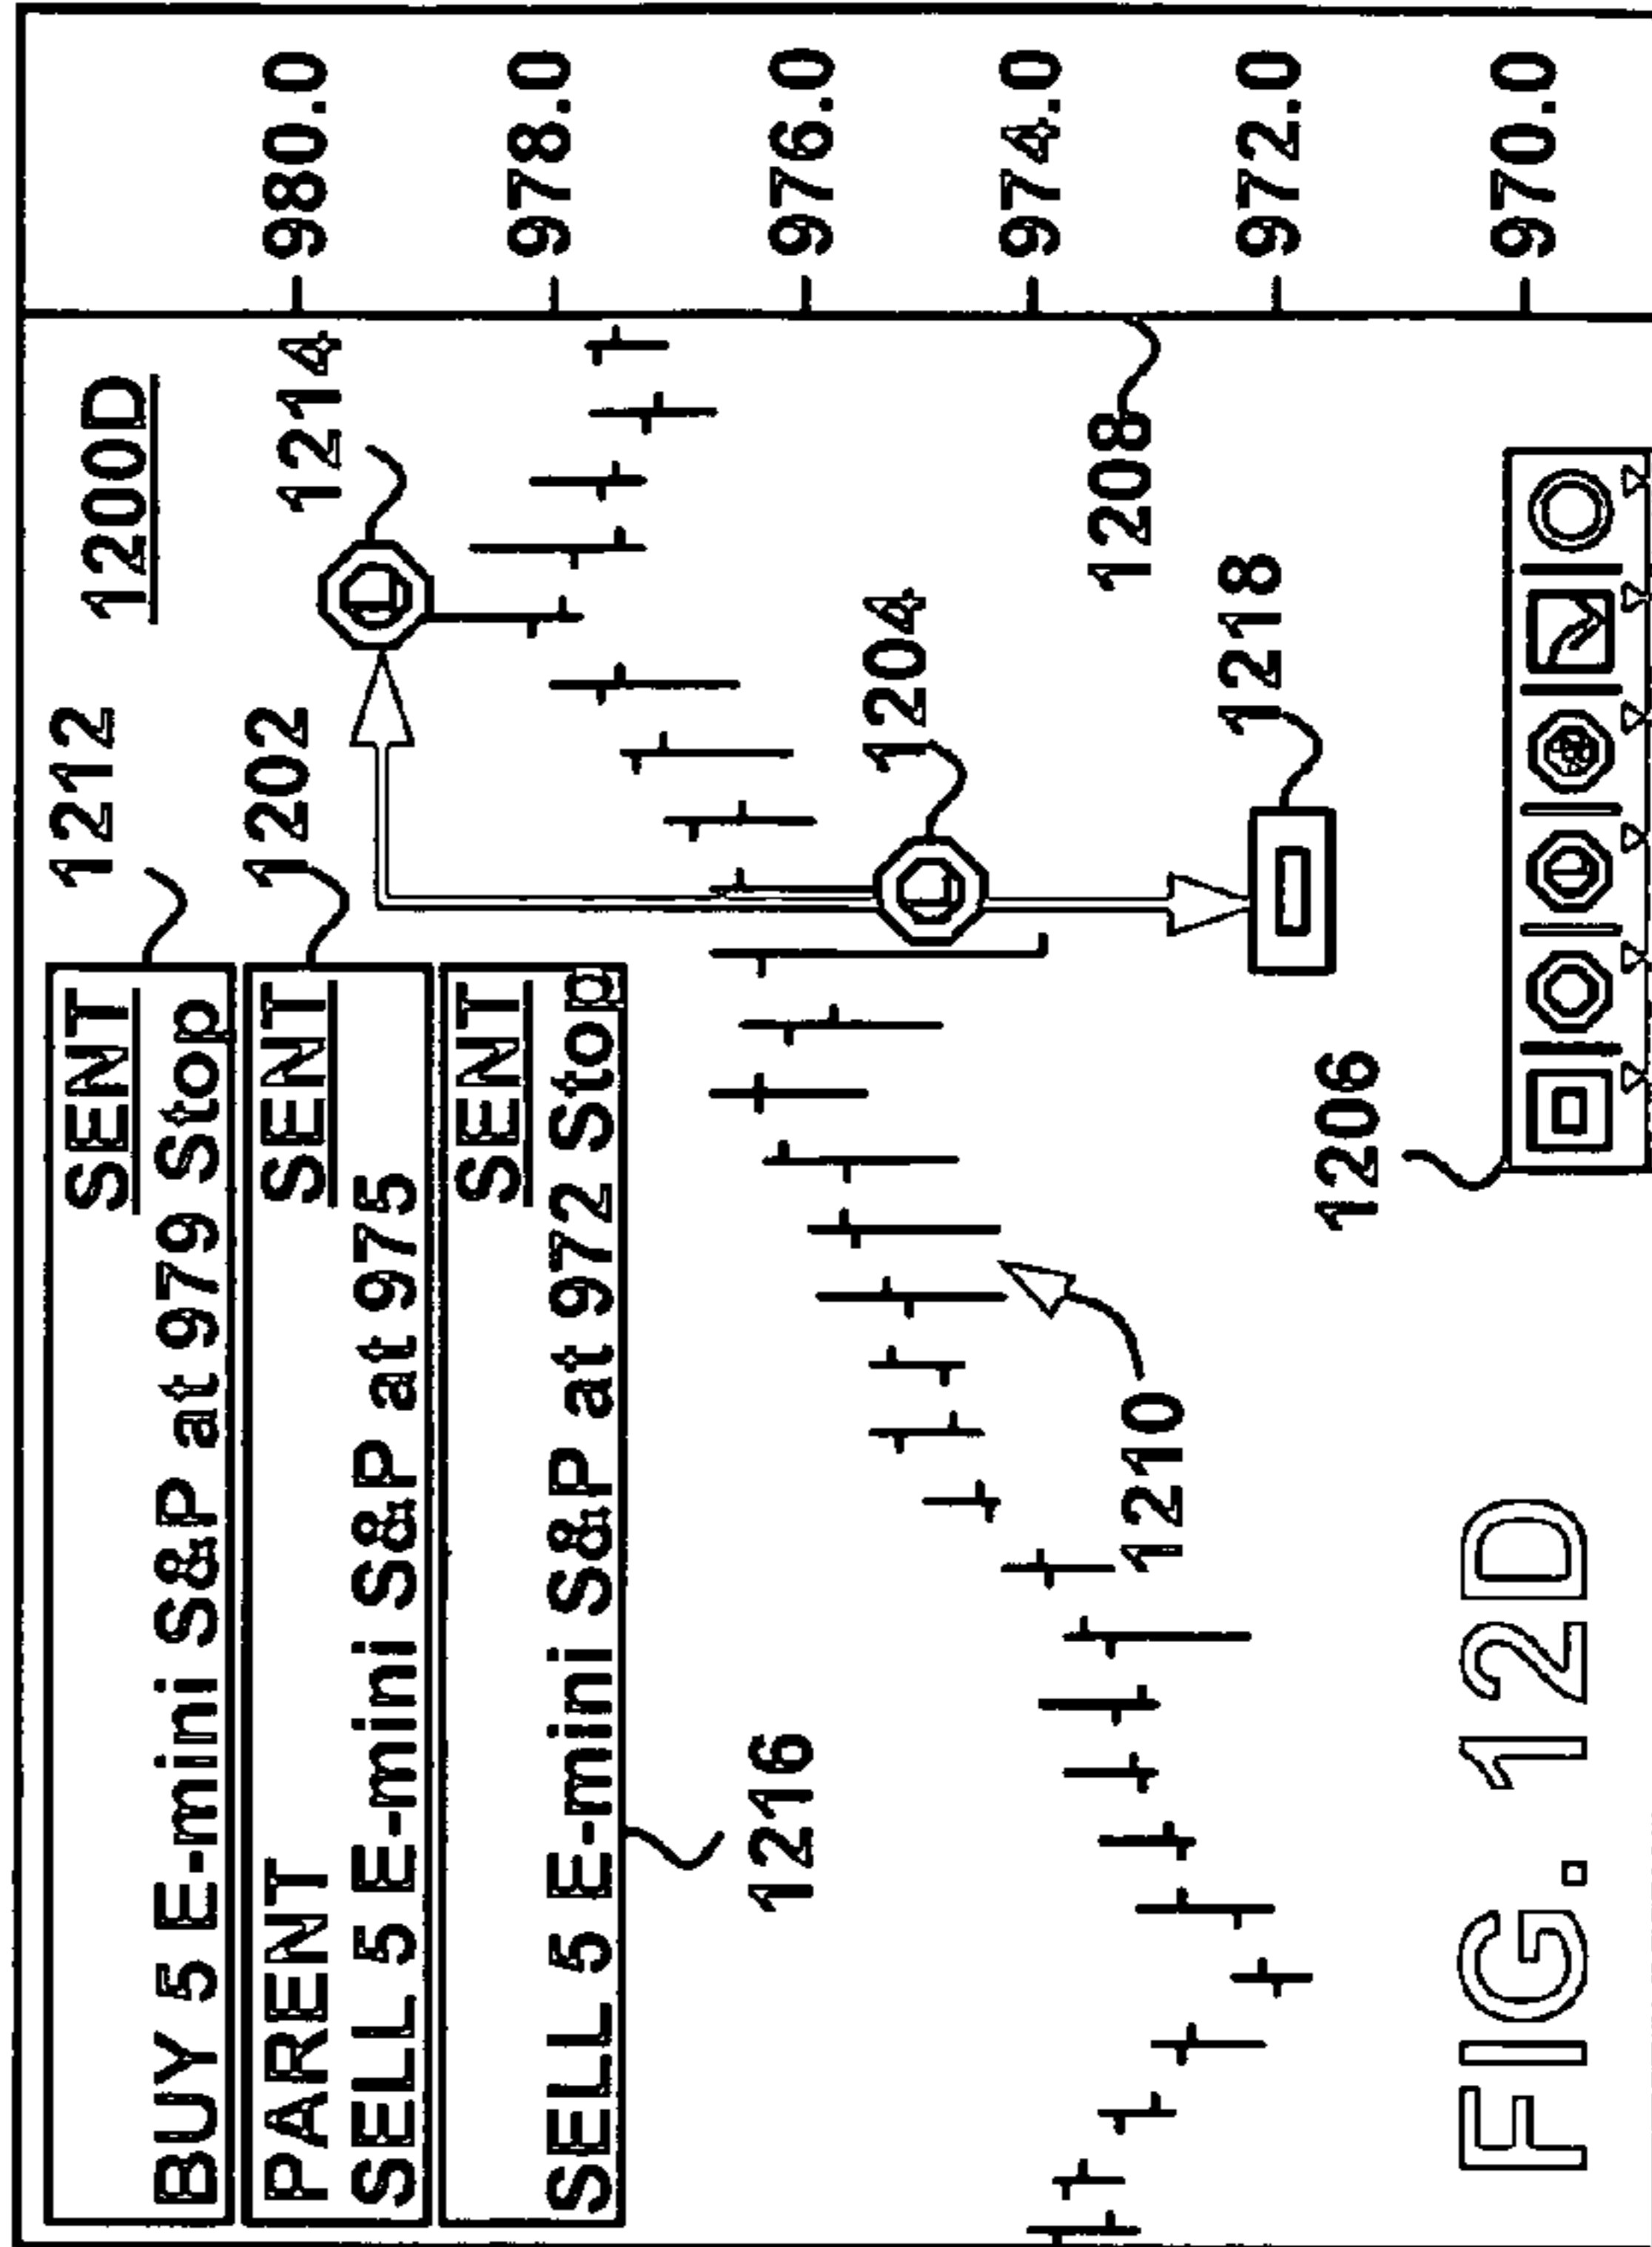 1200D
1212
SENT
BUY 5 E-mini S&P at 979 Stop
1202
PARENT SENT
SELL 5 E-mini S&P at 975
SENT
SELL 5 E-mini S&P at 972 Stop
1216
1214
980.0
978.0
976.0
974.0
972.0
970.0
1204
1208
1210
1218
1206
L
L
L
FIG. 12D